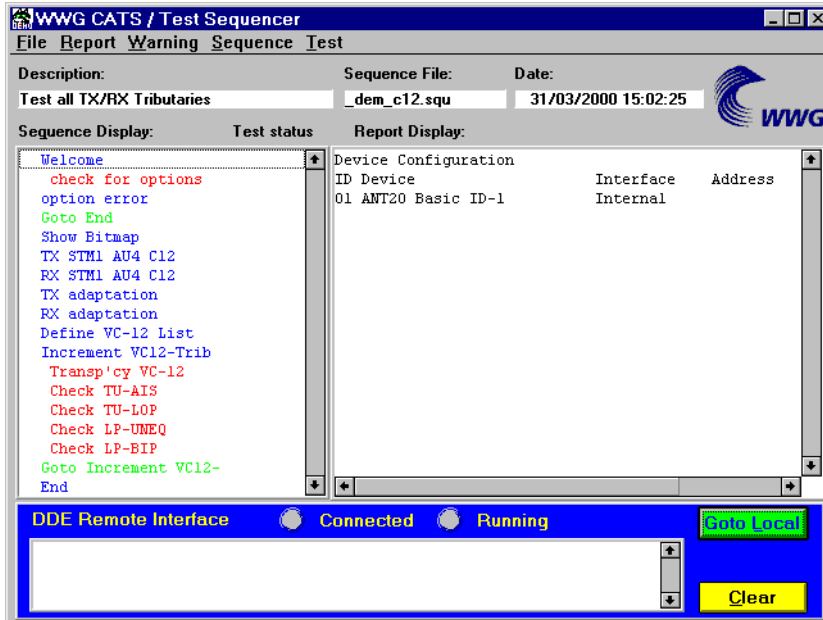 WWG CATS / Test Sequencer
File Report Warning Sequence Test
Description: Sequence File: Date:
Test all TX/RX Tributaries _dem_c12.squ 31/03/2000 15:02:25
WWG
Sequence Display: Test status Report Display:
Welcome
check for options
option error
Goto End
Show Bitmap
TX STM1 AU4 C12
RX STM1 AU4 C12
TX adaptation
RX adaptation
Define VC-12 List
Increment VC12-Trib
Transp'cy VC-12
Check TU-AIS
Check TU-LOP
Check LP-UNEQ
Check LP-BIP
Goto Increment VC12-
End
Device Configuration
ID Device Interface Address
01 ANT20 Basic ID-1 Internal
DDE Remote Interface Connected Running
Goto Local
Clear